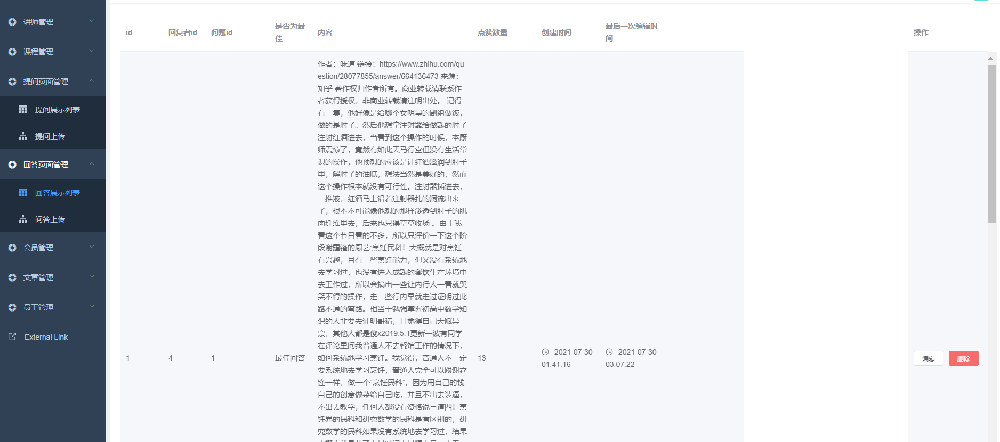 讲师管理
课程管理
提问页面管理
提问展示列表
提问上传
回答页面管理
回答展示列表
问答上传
会员管理
文章管理
员工管理
External Link
id
回复者id
问题id
是否为最
佳
内容
点赞数量
创建时间
最后一次编辑时
间
操作
1
4
1
最佳回答
作者：味道 链接：https://www.zhihu.com/qu
estion/28077855/answer/664136473 来源：
知乎 著作权归作者所有。商业转载请联系作
者获得授权，非商业转载请注明出处。 记得
有一集，他好像是给哪个女明星的剧组做饭，
做的是肘子。然后他想拿注射器给做熟的肘子
注射红酒进去，当看到这个操作的时候，本厨
师震惊了，竟然有如此天马行空但没有生活常
识的操作，他预想的应该是让红酒滋润到肘子
里，解肘子的油腻，想法当然是美好的，然而
这个操作根本就没有可行性。注射器插进去，
一推液，红酒马上沿着注射器扎的洞流出来
了，根本不可能像他想的那样渗透到肘子的肌
肉纤维里去，后来也只得草草收场 。由于我
看这个节目看的不多，所以只评价一下这个阶
段谢霆锋的厨艺:烹饪民科！大概就是对烹饪
有兴趣，且有一些烹饪能力，但又没有系统地
去学习过，也没有进入成熟的餐饮生产环境中
去工作过，所以会搞出一些让内行人一看就哭
笑不得的操作，走一些行内早就走过证明过此
路不通的弯路。相当于勉强掌握初高中数学知
识的人非要去证明哥猜，且觉得自己天赋异
禀，其他人都是傻x2019.5.1更新一波有同学
在评论里问我普通人不去餐馆工作的情况下，
如何系统地学习烹饪。我觉得，普通人不一定
要系统地去学习烹饪，普通人完全可以跟谢霆
锋一样，做一个“烹饪民科”，因为用自己的钱
自己的创意做菜给自己吃，并且不出去装逼，
不出去教学，任何人都没有资格说三道四！烹
饪界的民科和研究数学的民科是有区别的，研
究数学的民科如果没有系统地去学习过，结果
13
2021-07-30
01:41:16
2021-07-30
03:07:22
编辑
删除